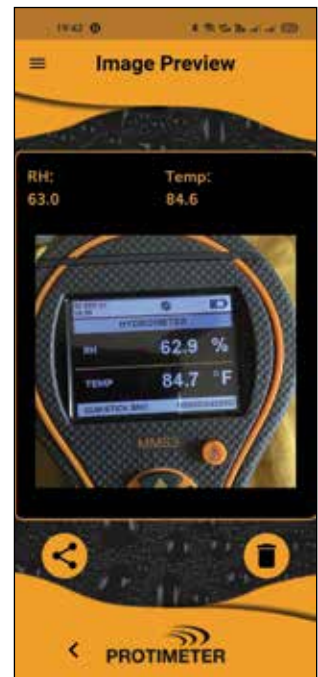 19:42
Image Preview
RH: Temp:
63.0 84.6
HYGROMETER
RH 62.9 %
TEMP 84.7 °F
MMS3
PROTIMETER